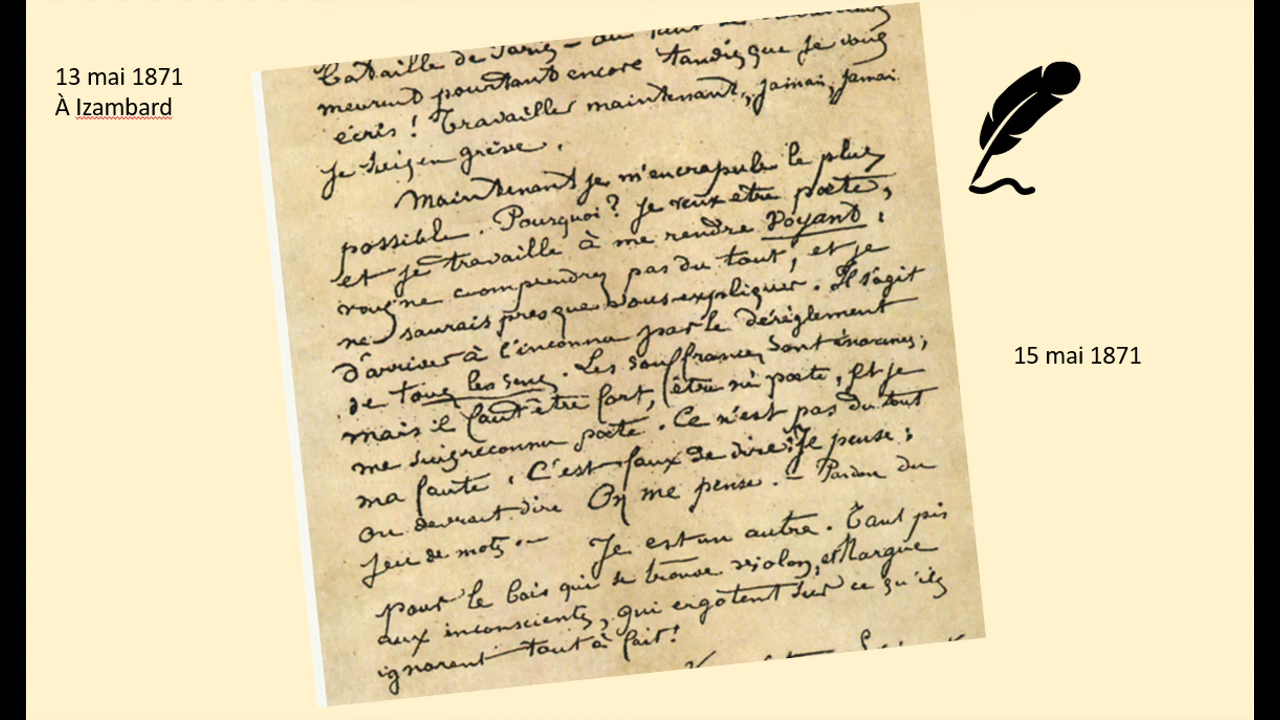 13 mai 1871
À Izambard
bataille de Paris – où tant de
meurent pourtant encore tandis que je vous
écris ! Travailler maintenant, jamais, jamais
je suis en grève.
Maintenant, je m'encrapule le plus
possible. Pourquoi ? je veux être poète,
et je travaille à me rendre Voyant :
vous ne comprendrez pas du tout, et je
ne saurais presque vous expliquer. Il s'agit
d'arriver à l'inconnu par le dérèglement
de tous les sens. Les souffrances sont énormes,
mais il faut être fort, être né poète, et je
me suis reconnu poète. Ce n'est pas du tout
ma faute. C'est faux de dire : Je pense :
on devrait dire On me pense. – Pardon du
jeu de mots. –
Je est un autre. Tant pis
pour le bois qui se trouve violon, et Nargue
aux inconscients, qui ergotent sur ce qu'ils
ignorent tout à fait !
15 mai 1871